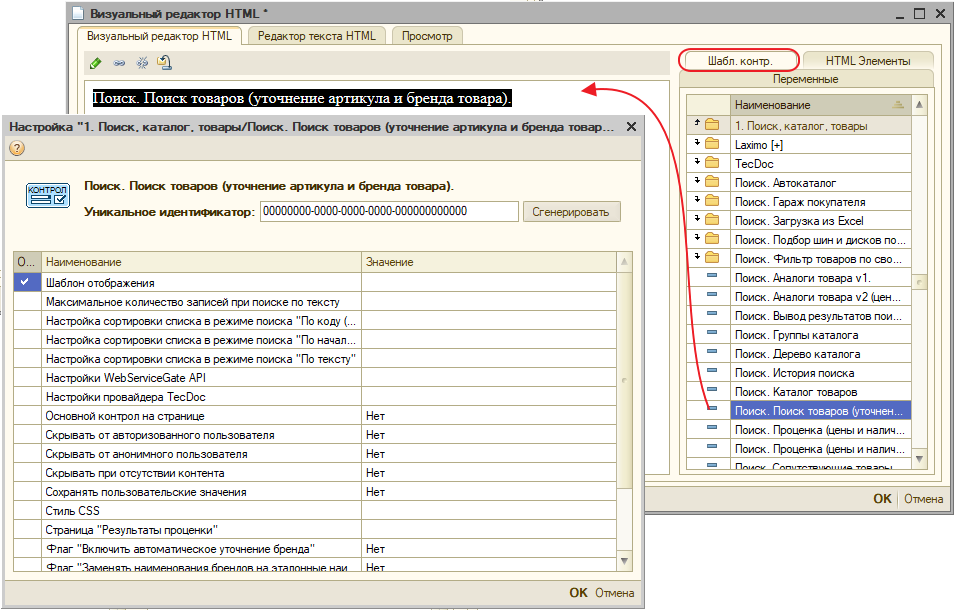 Визуальный редактор HTML *
Визуальный редактор HTML
Редактор текста HTML
Просмотр
Поиск. Поиск товаров (уточнение артикула и бренда товара).
Шабл. контр.
HTML Элементы
Переменные
Наименование
1. Поиск, каталог, товары
Laximo [+]
TecDoc
Поиск. Автокаталог
Поиск. Гараж покупателя
Поиск. Загрузка из Excel
Поиск. Подбор шин и дисков по...
Поиск. Фильтр товаров по сво...
Поиск. Аналоги товара v1.
Поиск. Аналоги товара v2 (цен...
Поиск. Вывод результатов пои...
Поиск. Группы каталога
Поиск. Дерево каталога
Поиск. История поиска
Поиск. Каталог товаров
Поиск. Поиск товаров (уточнен...
Поиск. Проценка (цены и налич...
Поиск. Проценка (цены и налич...
Поиск. Сопутствующие товары
OK Отмена
Настройка "1. Поиск, каталог, товары/Поиск. Поиск товаров (уточнение артикула и бренда товар...
?
КОНТРОЛ
Поиск. Поиск товаров (уточнение артикула и бренда товара).
Уникальное идентификатор: 00000000-0000-0000-0000-000000000000 Сгенерировать
О... Наименование Значение
Шаблон отображения
Максимальное количество записей при поиске по тексту
Настройка сортировки списка в режиме поиска "По коду (...
Настройка сортировки списка в режиме поиска "По начал...
Настройка сортировки списка в режиме поиска "По тексту"
Настройки WebServiceGate API
Настройки провайдера TecDoc
Основной контрол на странице Нет
Скрывать от авторизованного пользователя Нет
Скрывать от анонимного пользователя Нет
Скрывать при отсутствии контента Нет
Сохранять пользовательские значения Нет
Стиль CSS
Страница "Результаты проценки"
Флаг "Включить автоматическое уточнение бренда" Нет
Флаг "Заменять наименования брендов на эталонные наи Нет
OK Отмена